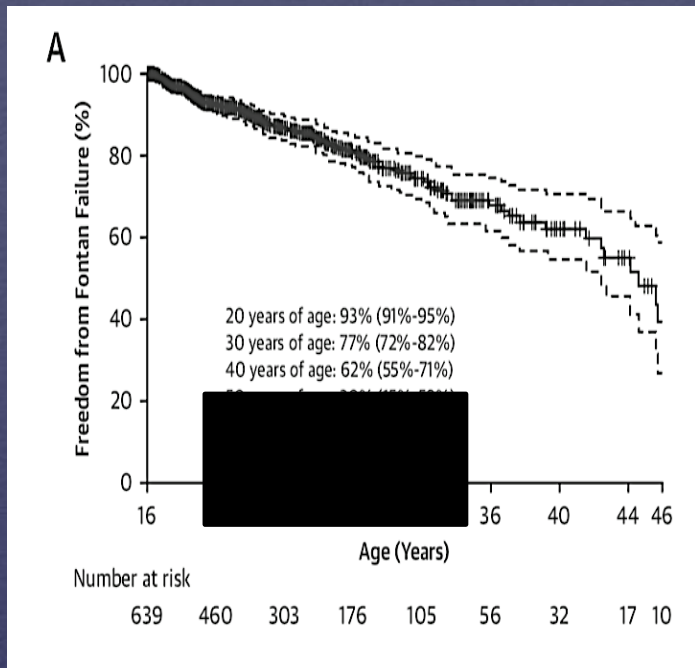 A
Freedom from Fontan Failure (%)
100
80
60
40
20
0
20 years of age: 93% (91%-95%)
30 years of age: 77% (72%-82%)
40 years of age: 62% (55%-71%)
16 36 40 44 46
Age (Years)
Number at risk
639 460 303 176 105 56 32 17 10